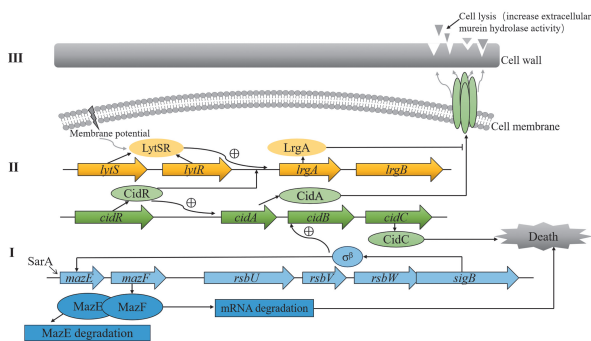 Cell lysis (increase extracellular
murein hydrolase activity)
III
Cell wall
Membrane potential
Cell membrane
LytSR
⊕
LrgA
II
lytS
lytR
lrgA
lrgB
CidR
⊕
CidA
cidR
cidA
cidB
cidC
⊕
CidC
Death
I
σβ
SarA
mazE
mazF
rsbU
rsbV
rsbW
sigB
MazE
MazF
mRNA degradation
MazE degradation